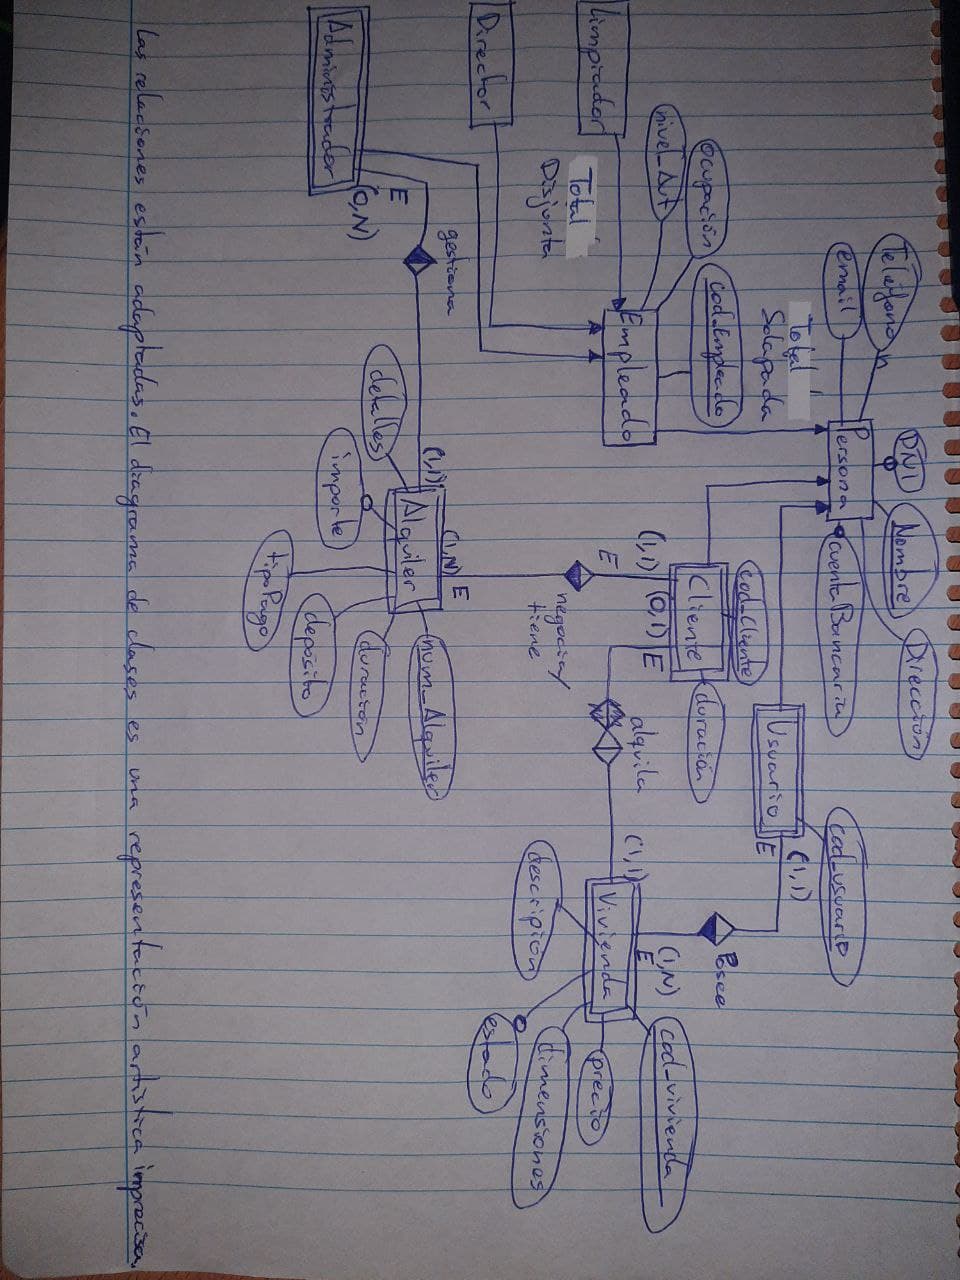 DNI
Nombre
Dirección
Teléfono
n
email
Persona
cuentaBancaria
cod_usuario
Total
Solapada
Usuario
(1,1)
E
cod_Cliente
Posee
ocupación
cod_Empleado
Cliente
duración
nivel_Aut
(1,1)
(0,1)
E
alquila
(1,1)
(1,N)
E
cod_vivienda
Empleado
Limpiador
E
Vivienda
precio
Total
Disjunta
negocia/
tiene
descripión
dimensiones
estado
Director
gestiona
(1,1)
(1,N)
E
num_Alquiler
Alquiler
E
(0,N)
detalles
importe
duración
Administrador
depósito
tipoPago
Las relaciones están adaptadas. El diagrama de clases es una representación artística imprecisa.